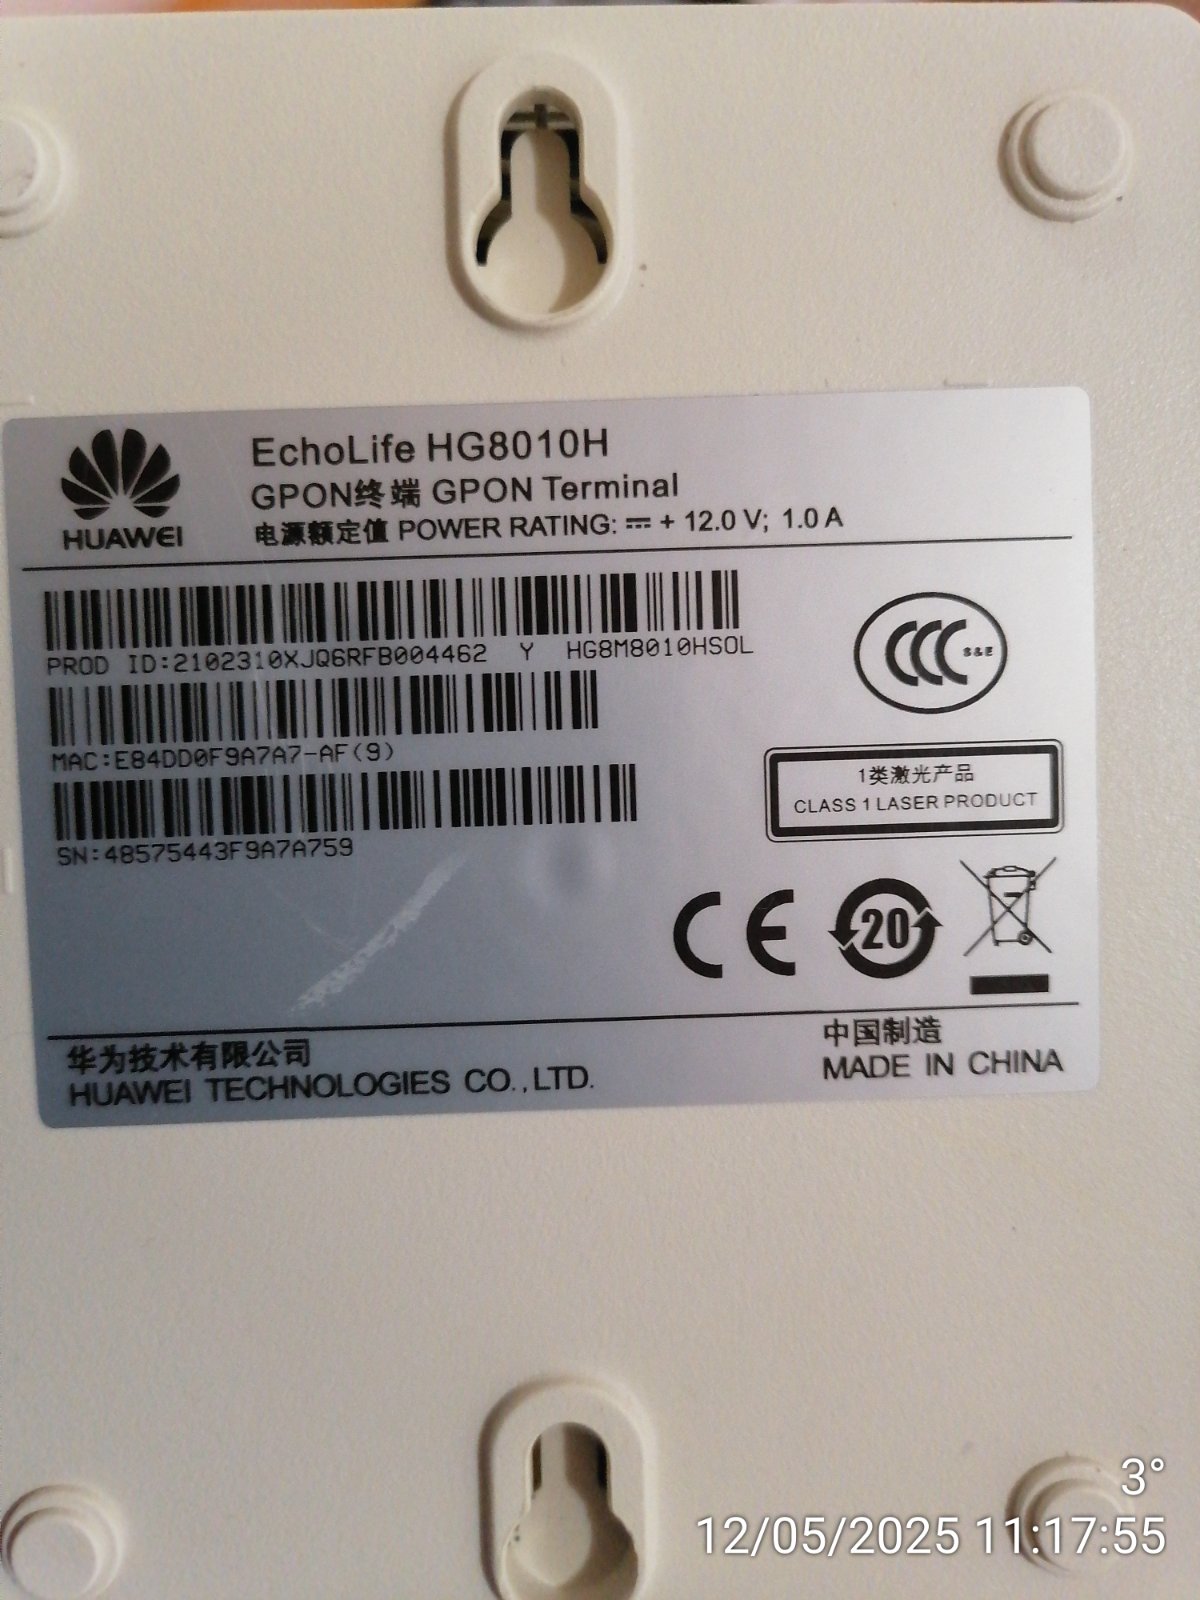 EchoLife HG8010H
GPON终端 GPON Terminal
电源额定值 POWER RATING: ⎓ + 12.0 V; 1.0 A
HUAWEI
PROD ID:2102310XJQ6RFB004462 Y HG8M8010HSOL
MAC:E84DD0F9A7A7-AF(9)
SN:48575443F9A7A759
CCC S&E
1类激光产品
CLASS 1 LASER PRODUCT
CE
20
华为技术有限公司
HUAWEI TECHNOLOGIES CO.,LTD.
中国制造
MADE IN CHINA
3°
12/05/2025 11:17:55